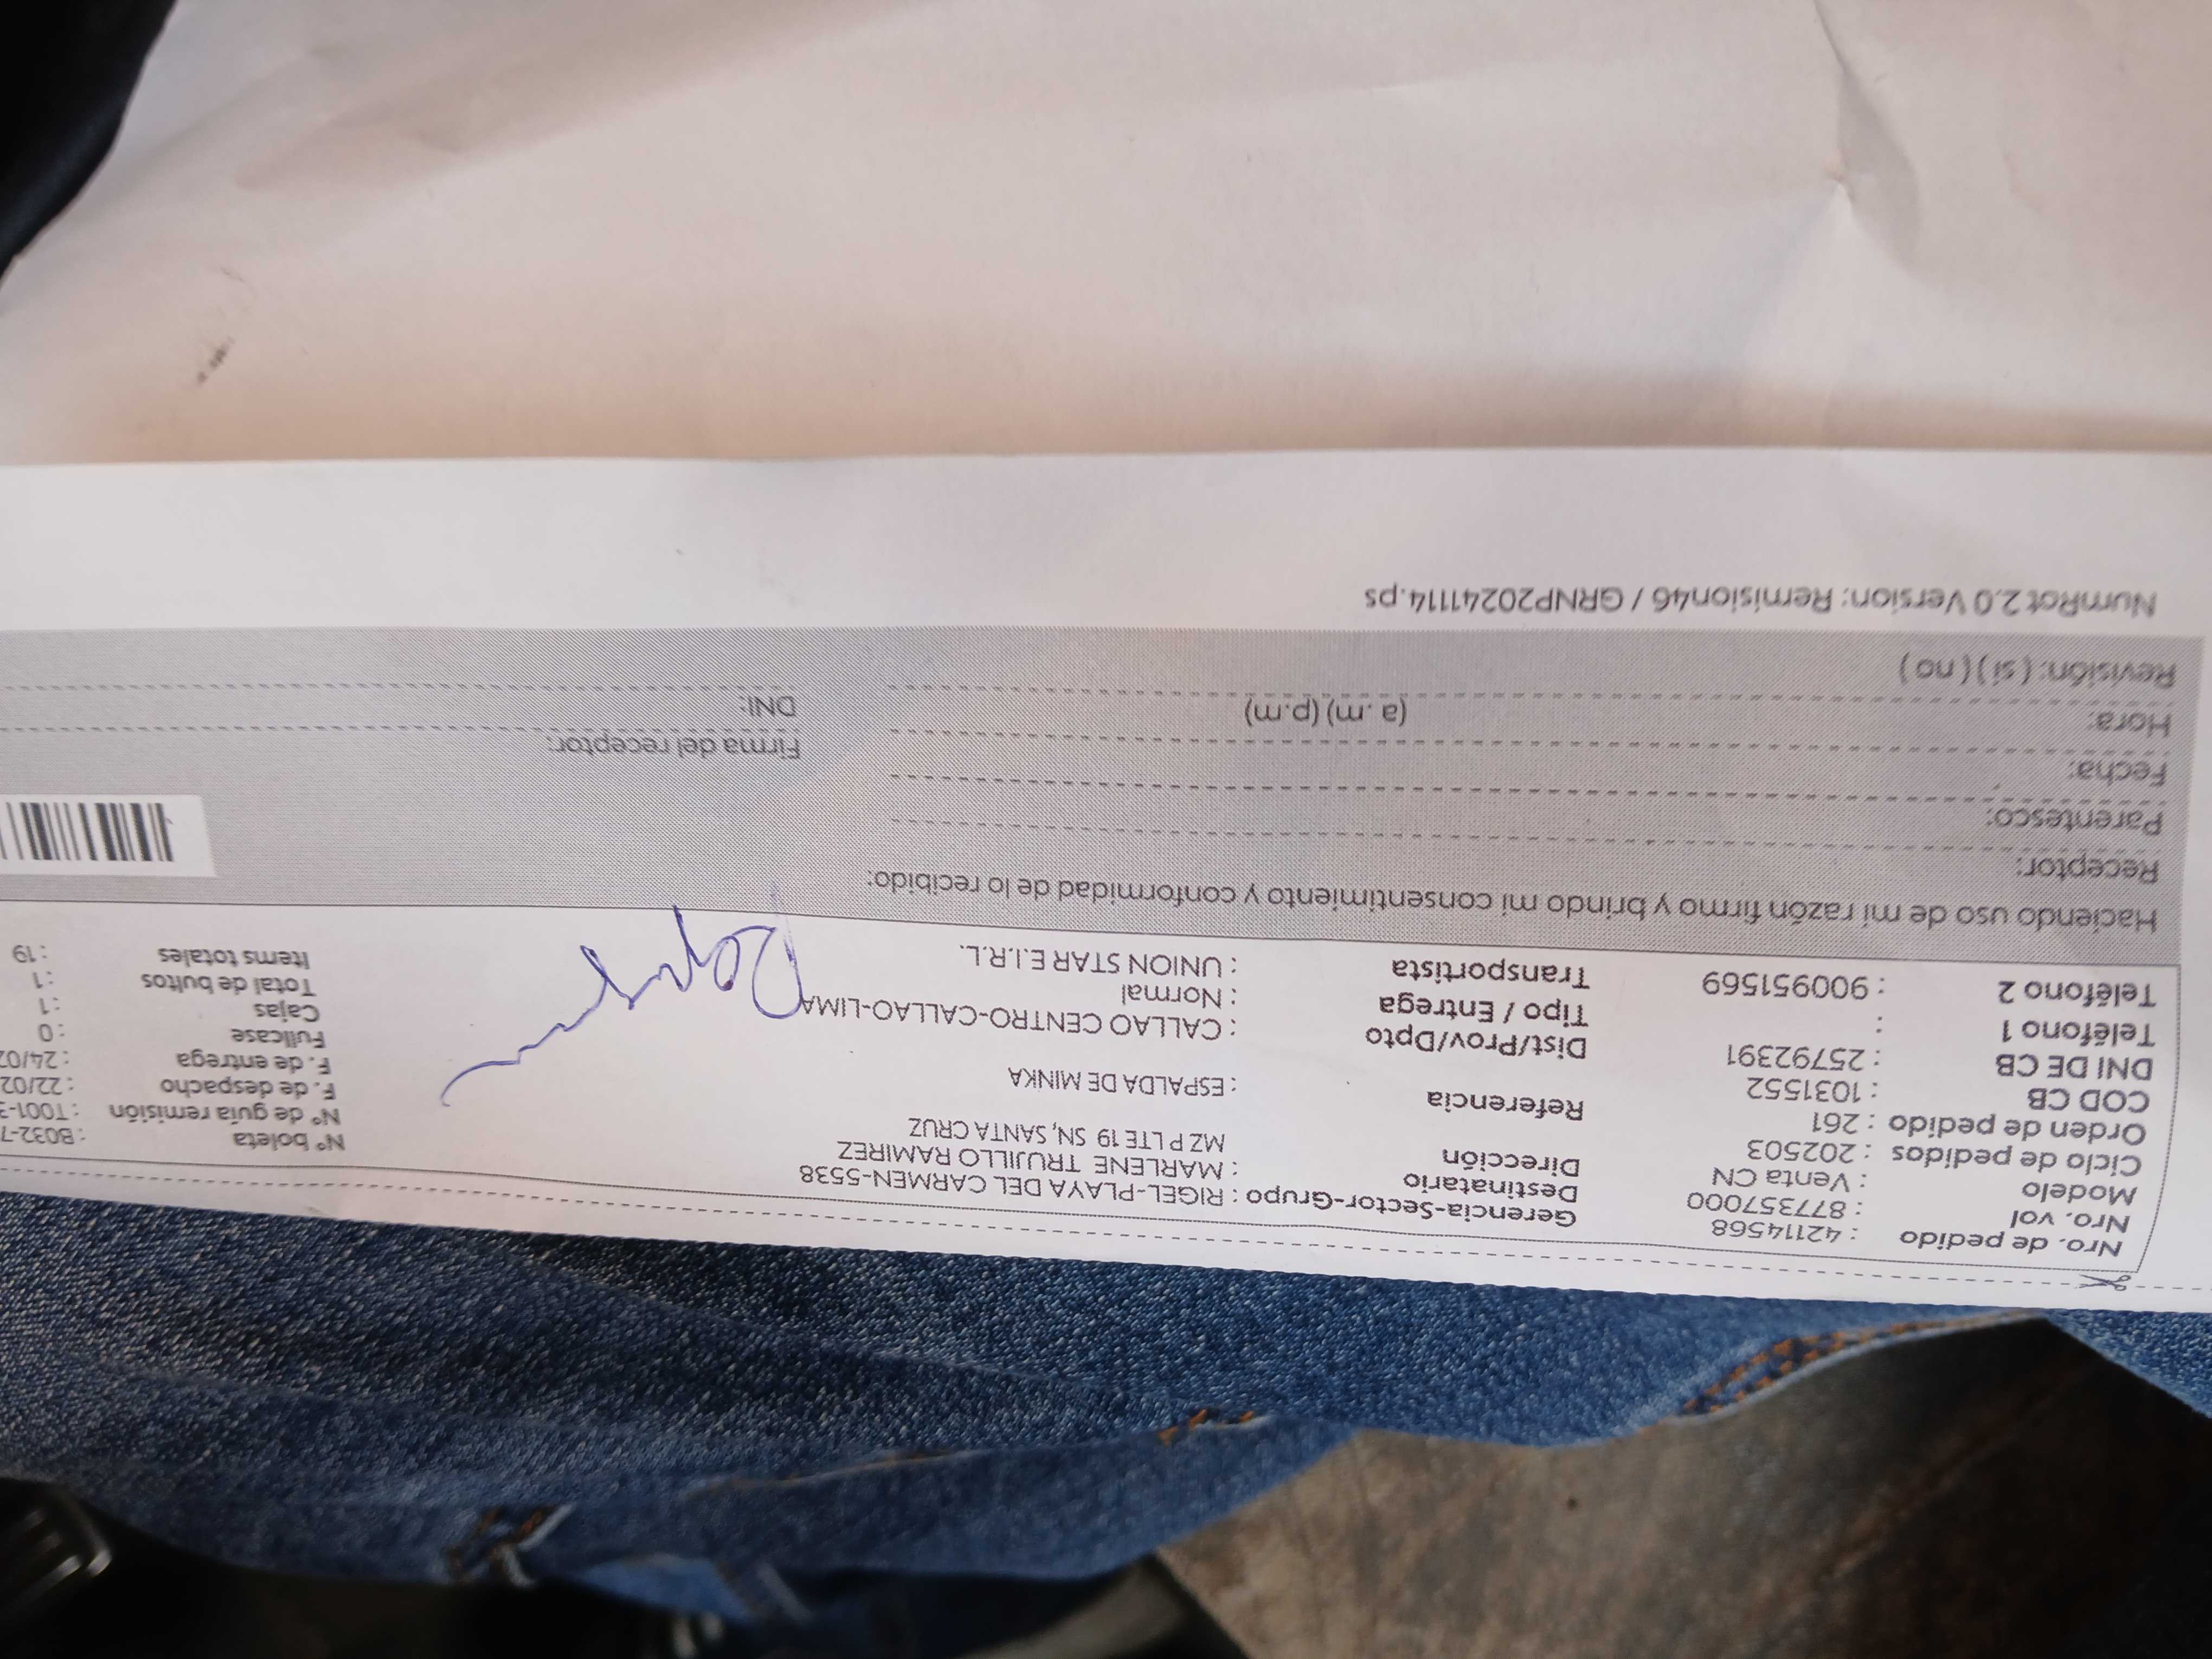 Nro. de pedido : 42114568
Nro. vol : 877357000
Modelo : Venta CN
Ciclo de pedidos : 202503
Orden de pedido : 261
COD CB : 1031552
DNI DE CB : 25792391
Teléfono 1 :
Teléfono 2 : 900951569
Gerencia-Sector-Grupo : RIGEL-PLAYA DEL CARMEN-5538
Destinatario : MARLENE TRUJILLO RAMIREZ
Dirección MZ P LTE 19 SN, SANTA CRUZ
Referencia : ESPALDA DE MINKA
Dist/Prov/Dpto : CALLAO CENTRO-CALLAO-LIMA
Tipo / Entrega : Normal
Transportista : UNION STAR E.I.R.L.
N° boleta : B032-7
N° de guía remisión : T001-3
F. de despacho : 22/02
F. de entrega : 24/02
Fullcase : 0
Cajas : 1
Total de bultos : 1
Items totales : 19
Haciendo uso de mi razón firmo y brindo mi consentimiento y conformidad de lo recibido:
Receptor:
Parentesco:
Fecha:
Hora: (a. m) (p.m)
Revisión: ( si ) ( no )
Firma del receptor:
DNI:
NumRot 2.0 Version: Remision46 / GRNP20241114.ps